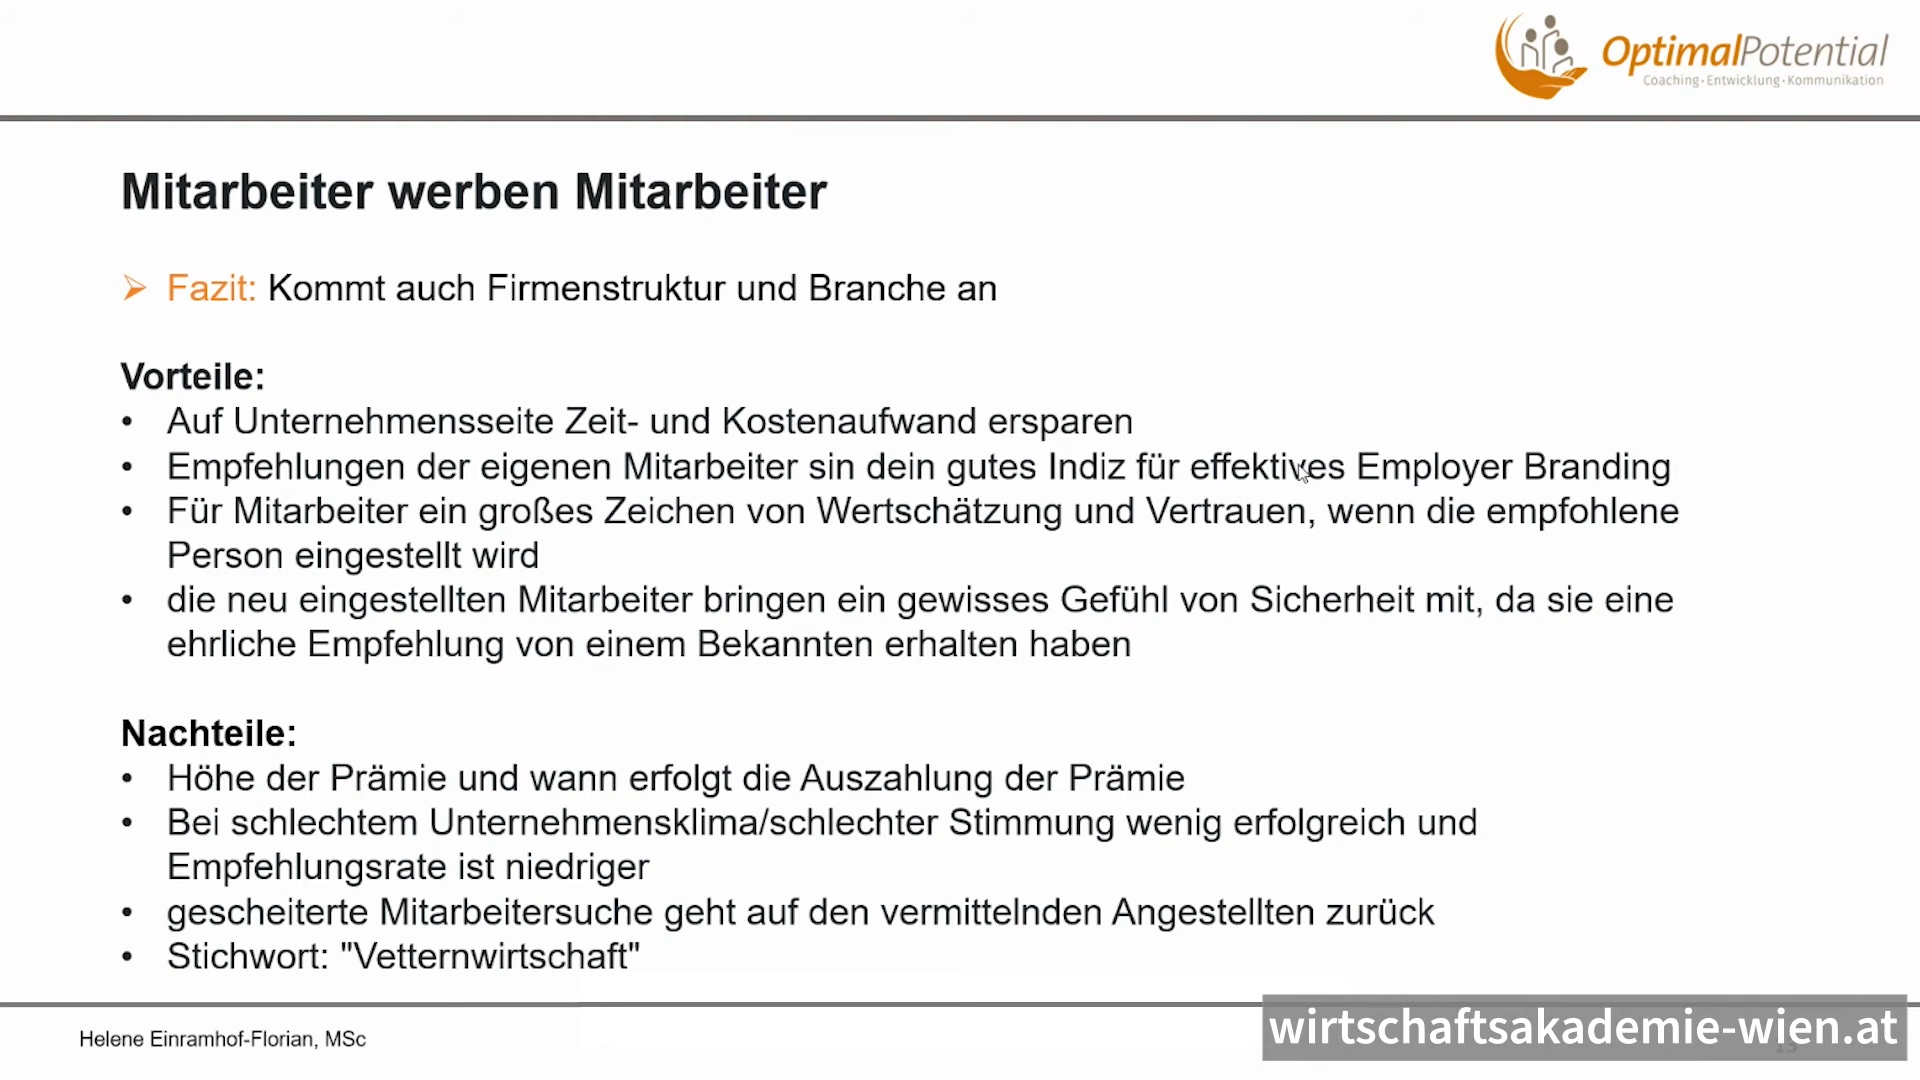 OptimalPotential
Coaching·Entwicklung·Kommunikation
Mitarbeiter werben Mitarbeiter
➢ Fazit: Kommt auch Firmenstruktur und Branche an
Vorteile:
• Auf Unternehmensseite Zeit- und Kostenaufwand ersparen
• Empfehlungen der eigenen Mitarbeiter sin dein gutes Indiz für effektives Employer Branding
• Für Mitarbeiter ein großes Zeichen von Wertschätzung und Vertrauen, wenn die empfohlene
Person eingestellt wird
• die neu eingestellten Mitarbeiter bringen ein gewisses Gefühl von Sicherheit mit, da sie eine
ehrliche Empfehlung von einem Bekannten erhalten haben
Nachteile:
• Höhe der Prämie und wann erfolgt die Auszahlung der Prämie
• Bei schlechtem Unternehmensklima/schlechter Stimmung wenig erfolgreich und
Empfehlungsrate ist niedriger
• gescheiterte Mitarbeitersuche geht auf den vermittelnden Angestellten zurück
• Stichwort: "Vetternwirtschaft"
Helene Einramhof-Florian, MSc
wirtschaftsakademie-wien.at